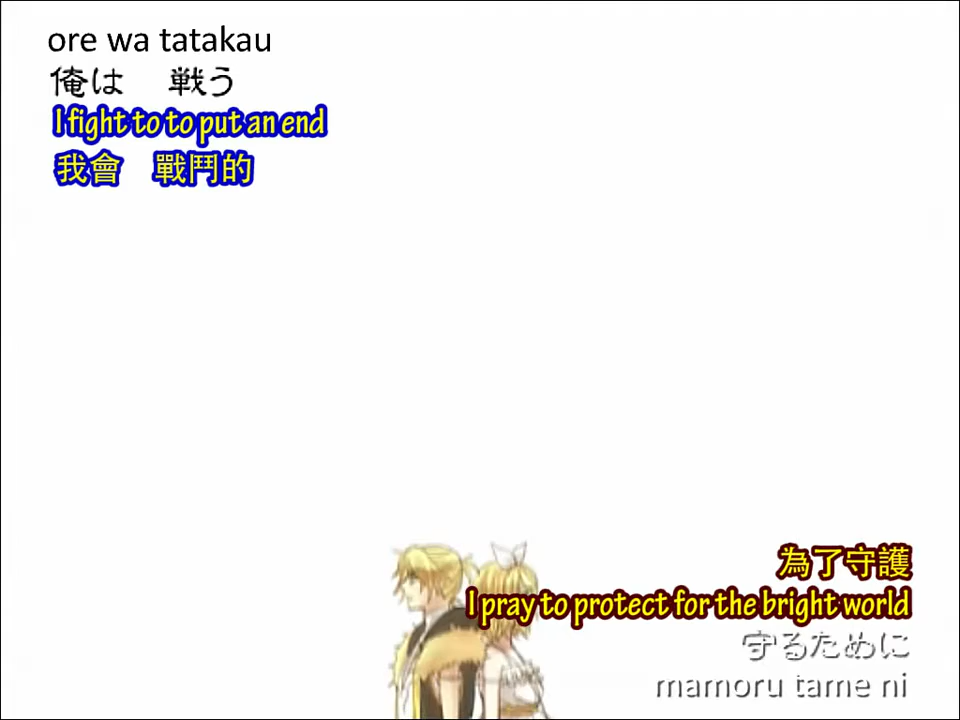 ore wa tatakau
俺は　戦う
I fight to to put an end
我會　戰鬥的
為了守護
I pray to protect for the bright world
守るために
mamoru tame ni